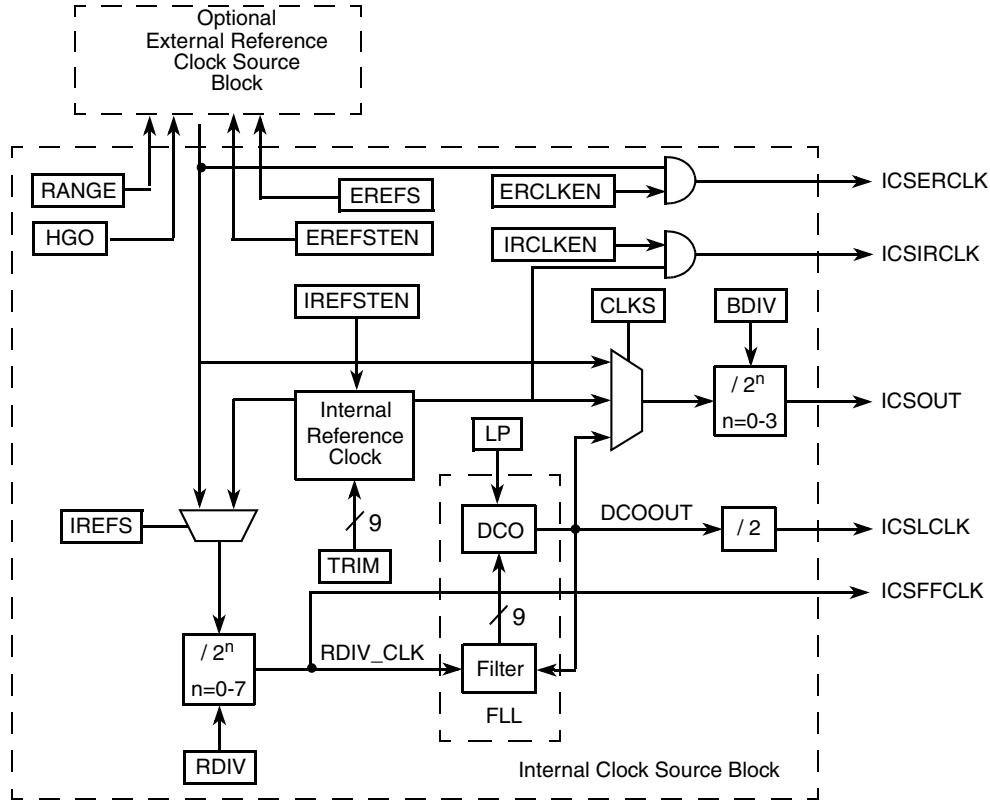 Optional
External Reference
Clock Source
Block
RANGE
HGO
EREFS
EREFSTEN
ERCLKEN
IRCLKEN
ICSERCLK
ICSIRCLK
IREFSTEN
CLKS
BDIV
Internal
Reference
Clock
/ 2ⁿ
n=0-3
ICSOUT
LP
IREFS
9
TRIM
DCO
DCOOUT
/ 2
ICSLCLK
ICSFFCLK
9
/ 2ⁿ
n=0-7
RDIV_CLK
Filter
FLL
RDIV
Internal Clock Source Block